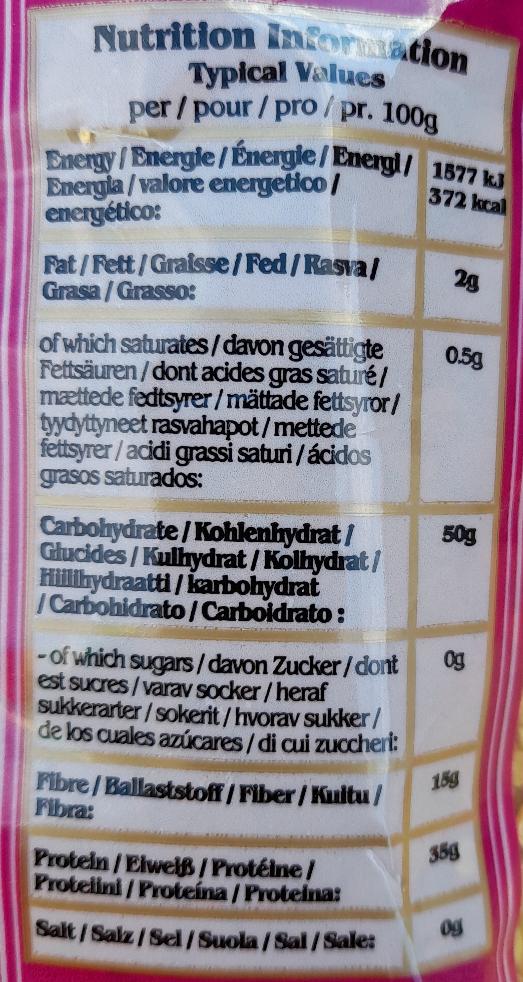 Nutrition Information
Typical Values
per / pour / pro / pr. 100g
Energy / Energie / Énergie / Energi /
Energia / valore energetico /
energético:
1577 kJ
372 kcal
Fat / Fett / Graisse / Fed / Rasva /
Grasa / Grasso:
2g
of which saturates / davon gesättigte
Fettsäuren / dont acides gras saturé /
mættede fedtsyrer / mättade fettsyror /
tyydyttyneet rasvahapot / mettede
fettsyrer / acidi grassi saturi / ácidos
grasos saturados:
0.5g
Carbohydrate / Kohlenhydrat /
Glucides / Kulhydrat / Kolhydrat /
Hiilihydraatti / karbohydrat
/ Carbohidrato / Carboidrato :
50g
- of which sugars / davon Zucker / dont
est sucres / varav socker / heraf
sukkerarter / sokerit / hvorav sukker /
de los cuales azúcares / di cui zuccheri:
0g
Fibre / Ballaststoff / Fiber / Kuitu /
Fibra:
15g
Protein / Eiweiß / Protéine /
Proteiini / Proteína / Proteina:
35g
Salt / Salz / Sel / Suola / Sal / Sale:
0g